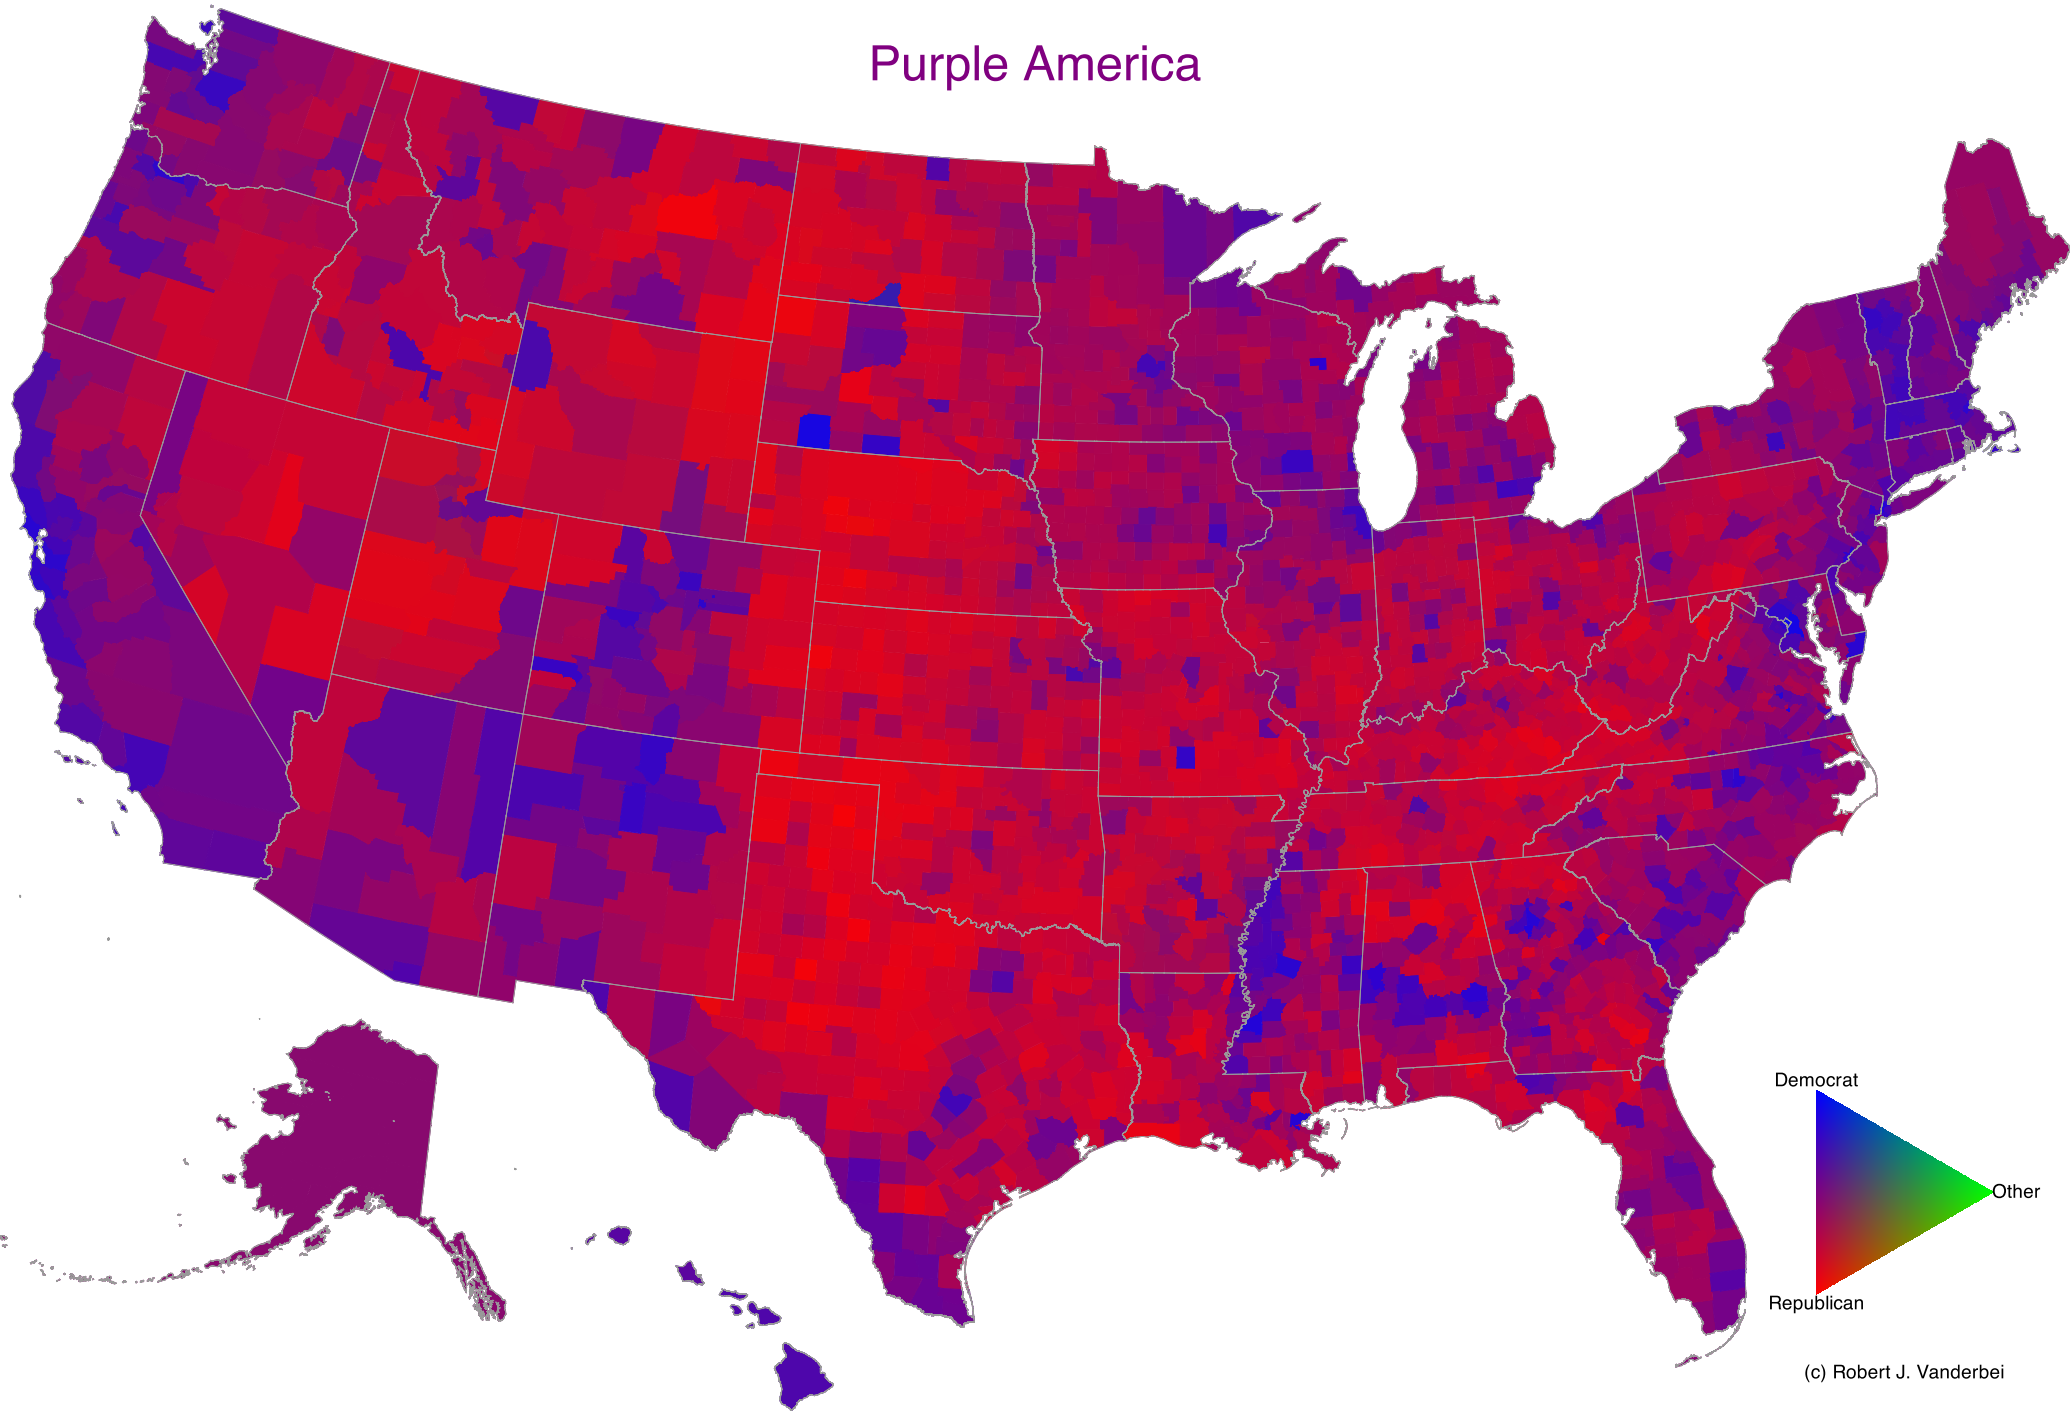 Purple America
Democrat
Other
Republican
(c) Robert J. Vanderbei